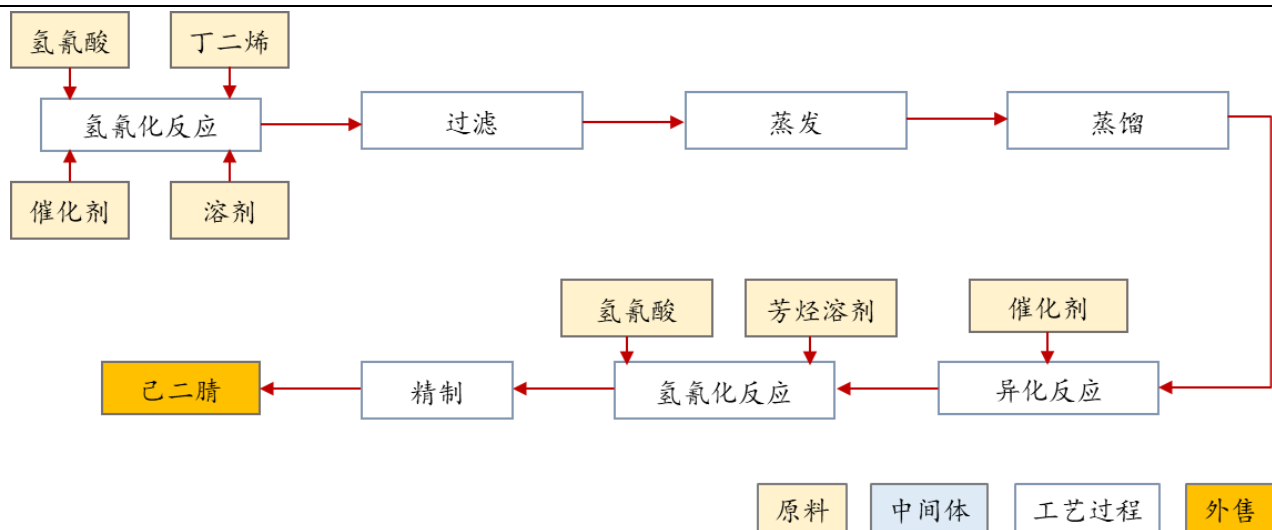 氢氰酸
丁二烯
氢氰化反应
过滤
蒸发
蒸馏
催化剂
溶剂
氢氰酸
芳烃溶剂
催化剂
己二腈
精制
氢氰化反应
异化反应
原料
中间体
工艺过程
外售